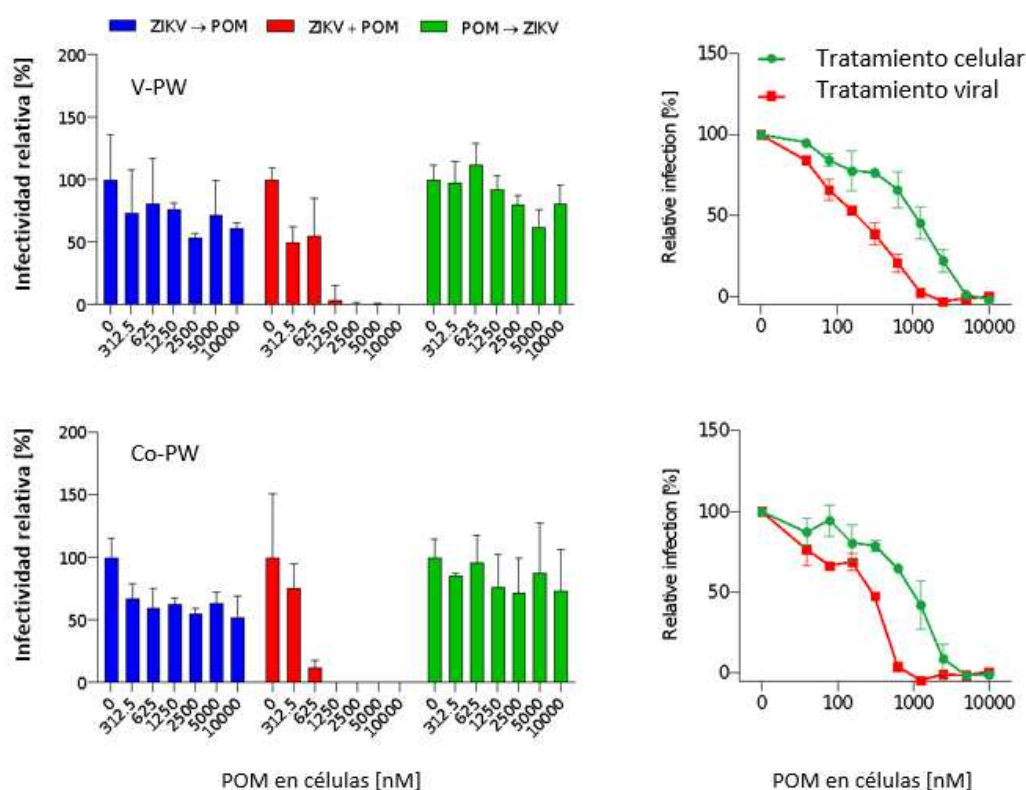 ZIKV → POM ZIKV + POM POM → ZIKV
Infectividad relativa [%]
200
150
100
50
0
V-PW
0 312.5 625 1250 2500 5000 10000 0 312.5 625 1250 2500 5000 10000 0 312.5 625 1250 2500 5000 10000
Relative infection [%]
150
100
50
0
Tratamiento celular
Tratamiento viral
0 100 1000 10000
Infectividad relativa [%]
200
150
100
50
0
Co-PW
0 312.5 625 1250 2500 5000 10000 0 312.5 625 1250 2500 5000 10000 0 312.5 625 1250 2500 5000 10000
POM en células [nM]
Relative infection [%]
150
100
50
0
0 100 1000 10000
POM en células [nM]